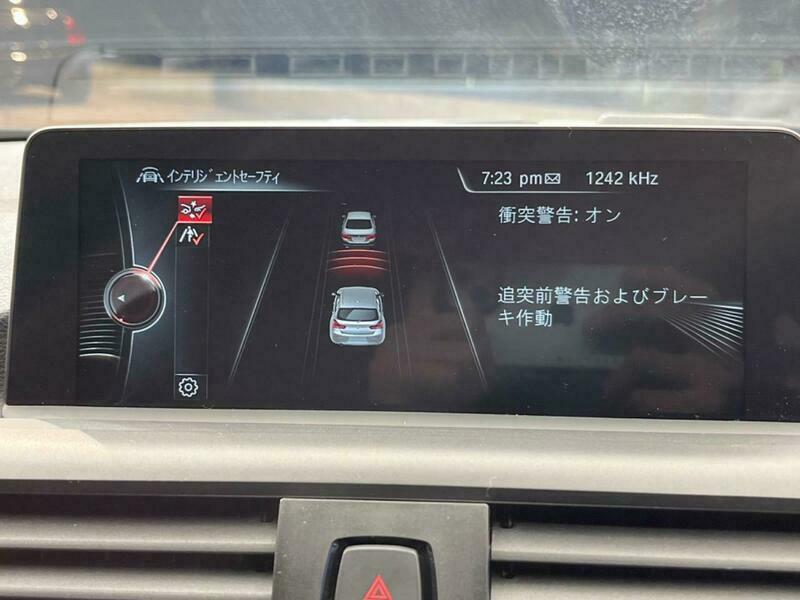 インテリジェントセーフティ
7:23 pm 1242 kHz
衝突警告: オン
追突前警告およびブレー
キ作動